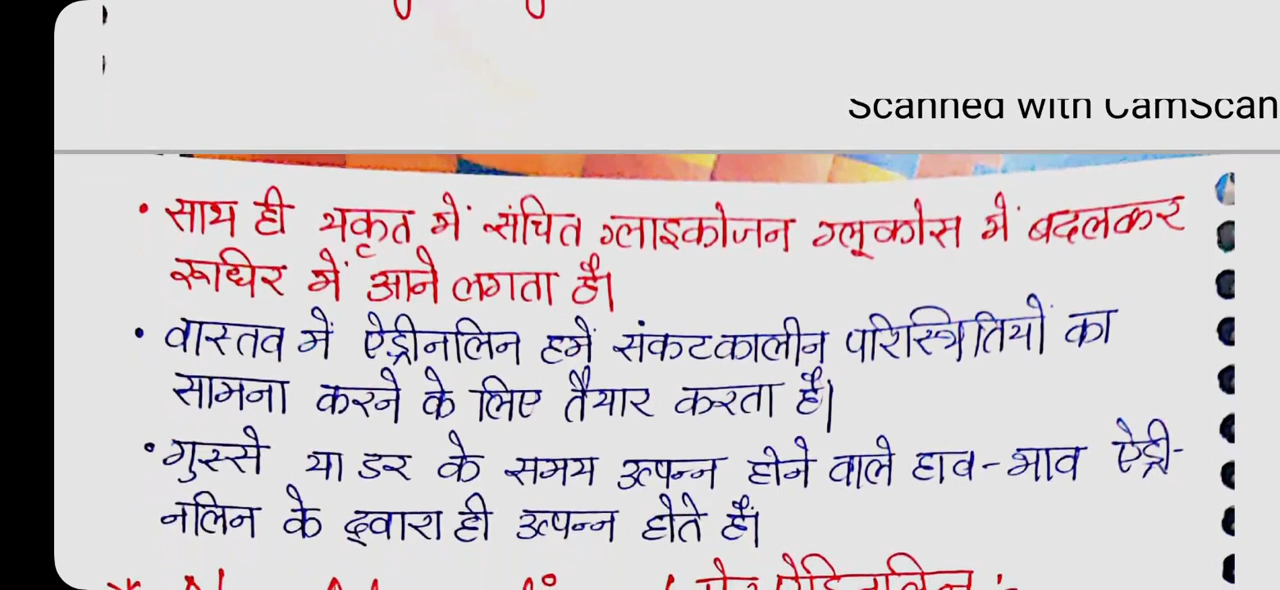 Scanned with CamScan
• साथ ही यकृत में संचित ग्लाइकोजन ग्लूकोस में बदलकर
रूधिर में आने लगता है।
• वास्तव में ऐड्रीनलिन हमें संकटकालीन परिस्थितियों का
सामना करने के लिए तैयार करता है।
• गुस्से या डर के समय उत्पन्न होने वाले हाव-भाव ऐड्री-
नलिन के द्वारा ही उत्पन्न होते हैं।